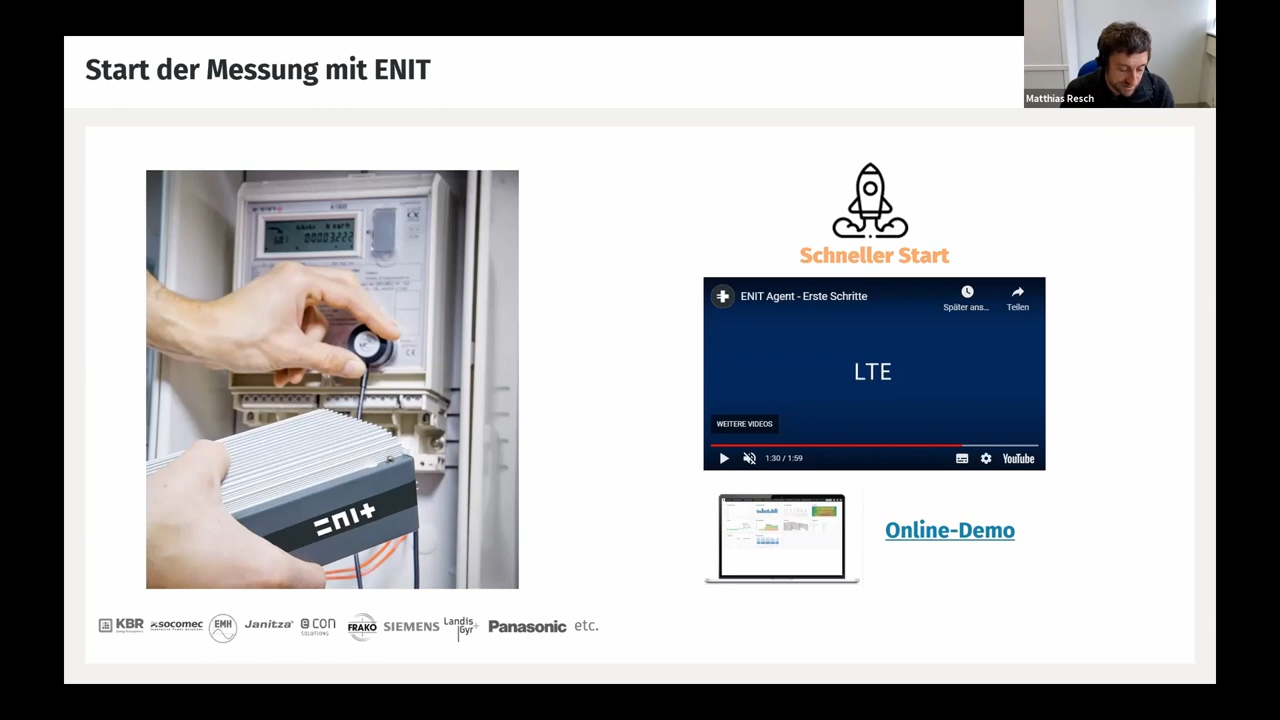 Start der Messung mit ENIT
Matthias Resch
Schneller Start
ENIT Agent - Erste Schritte
Später ans...
Teilen
LTE
WEITERE VIDEOS
1:30 / 1:59
YouTube
Online-Demo
KBR
socomec
EMH
Janitza
econ
SOLUTIONS
FRAKO
SIEMENS
Landis
Gyr+
Panasonic
etc.